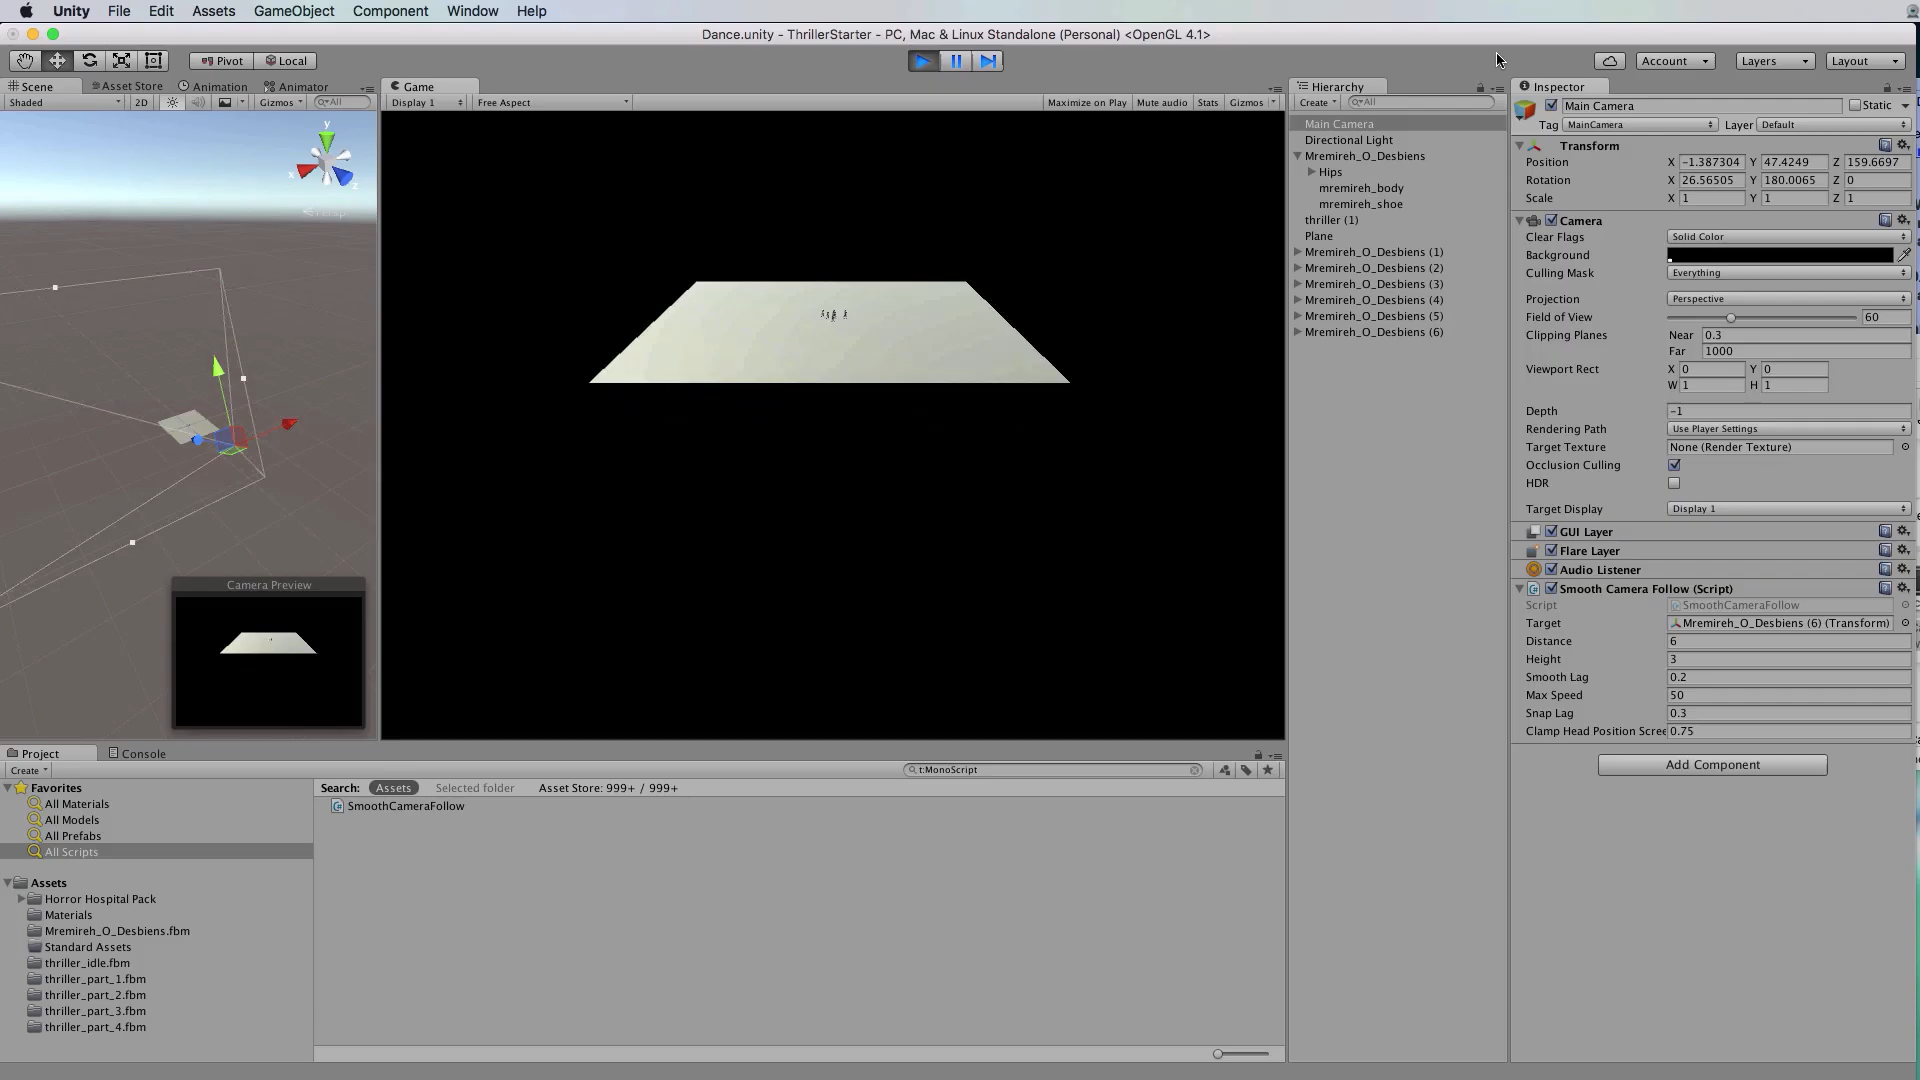 Unity File Edit Assets GameObject Component Window Help
Dance.unity - ThrillerStarter - PC, Mac & Linux Standalone (Personal) <OpenGL 4.1>
Pivot Local Account Layers Layout
Scene Asset Store Animation Animator
Shaded 2D Gizmos All
y
x
z
Persp
Camera Preview
Game
Display 1 Free Aspect Maximize on Play Mute audio Stats Gizmos
Hierarchy
Create All
Main Camera
Directional Light
Mremireh_O_Desbiens
Hips
mremireh_body
mremireh_shoe
thriller (1)
Plane
Mremireh_O_Desbiens (1)
Mremireh_O_Desbiens (2)
Mremireh_O_Desbiens (3)
Mremireh_O_Desbiens (4)
Mremireh_O_Desbiens (5)
Mremireh_O_Desbiens (6)
Inspector
Main Camera Static
Tag MainCamera Layer Default
Transform
Position X -1.387304 Y 47.4249 Z 159.6697
Rotation X 26.56505 Y 180.0065 Z 0
Scale X 1 Y 1 Z 1
Camera
Clear Flags Solid Color
Background
Culling Mask Everything
Projection Perspective
Field of View 60
Clipping Planes Near 0.3
Far 1000
Viewport Rect X 0 Y 0
W 1 H 1
Depth -1
Rendering Path Use Player Settings
Target Texture None (Render Texture)
Occlusion Culling
HDR
Target Display Display 1
GUI Layer
Flare Layer
Audio Listener
Smooth Camera Follow (Script)
Script SmoothCameraFollow
Target Mremireh_O_Desbiens (6) (Transform)
Distance 6
Height 3
Smooth Lag 0.2
Max Speed 50
Snap Lag 0.3
Clamp Head Position Scree 0.75
Add Component
Project Console
Create t:MonoScript
Favorites
All Materials
All Models
All Prefabs
All Scripts
Assets
Horror Hospital Pack
Materials
Mremireh_O_Desbiens.fbm
Standard Assets
thriller_idle.fbm
thriller_part_1.fbm
thriller_part_2.fbm
thriller_part_3.fbm
thriller_part_4.fbm
Search: Assets Selected folder Asset Store: 999+ / 999+
SmoothCameraFollow